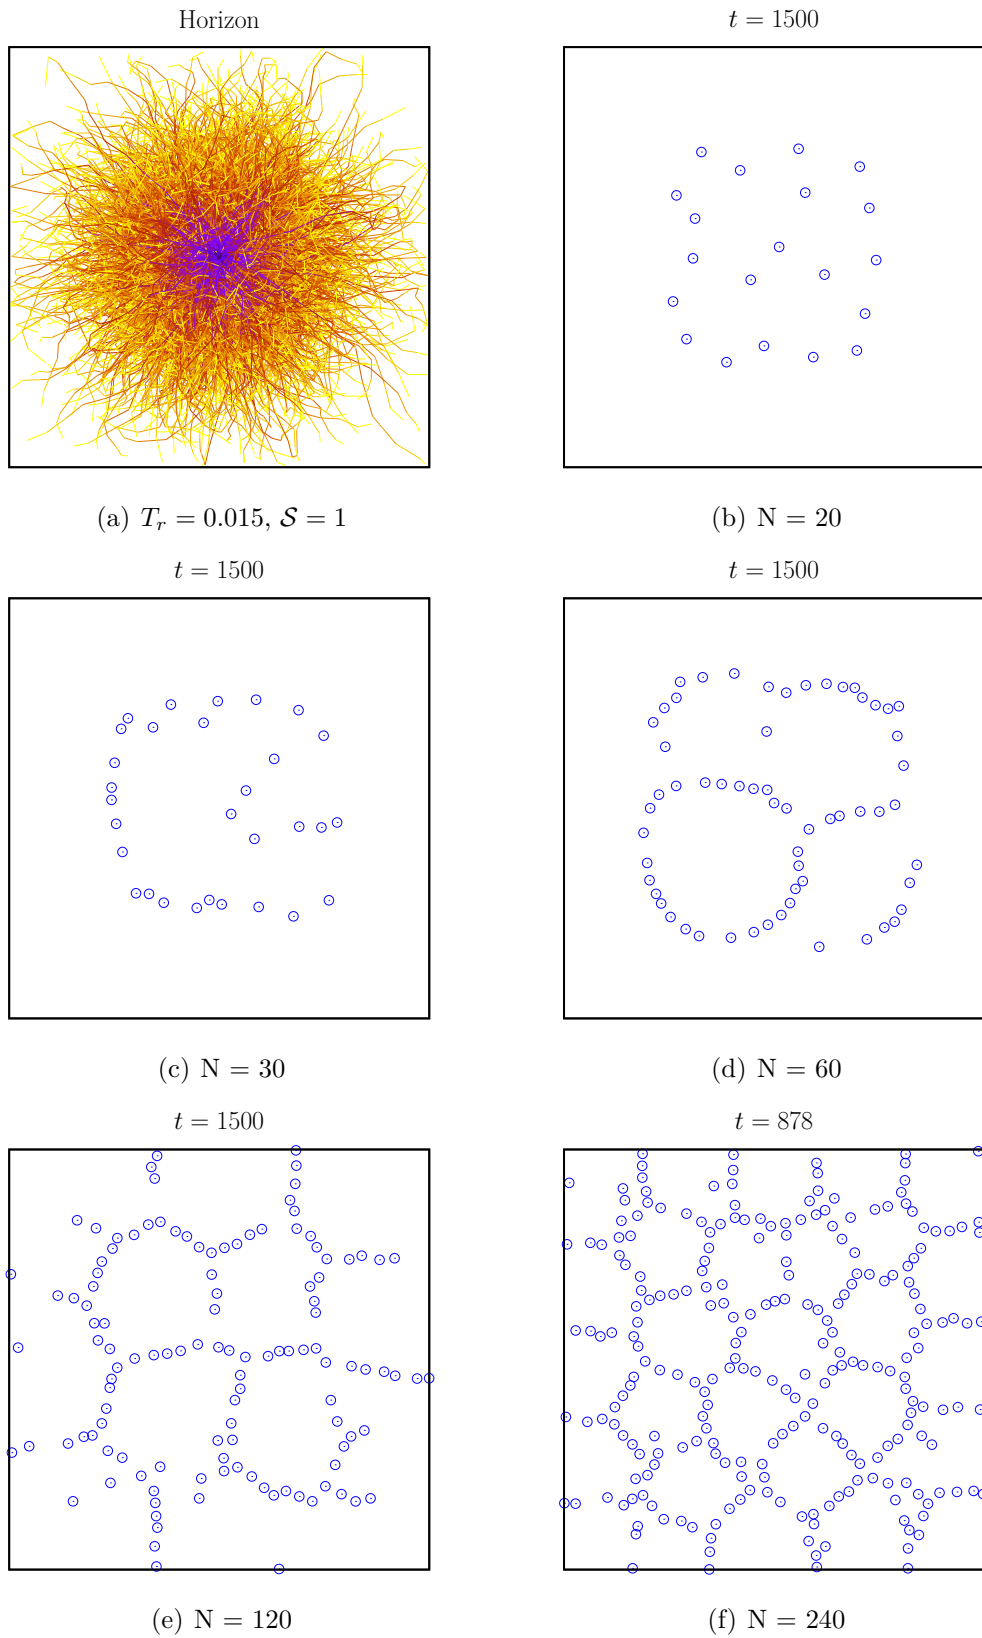 Horizon
t = 1500
(a) T_r = 0.015, 𝒮 = 1
(b) N = 20
t = 1500
t = 1500
(c) N = 30
(d) N = 60
t = 1500
t = 878
(e) N = 120
(f) N = 240